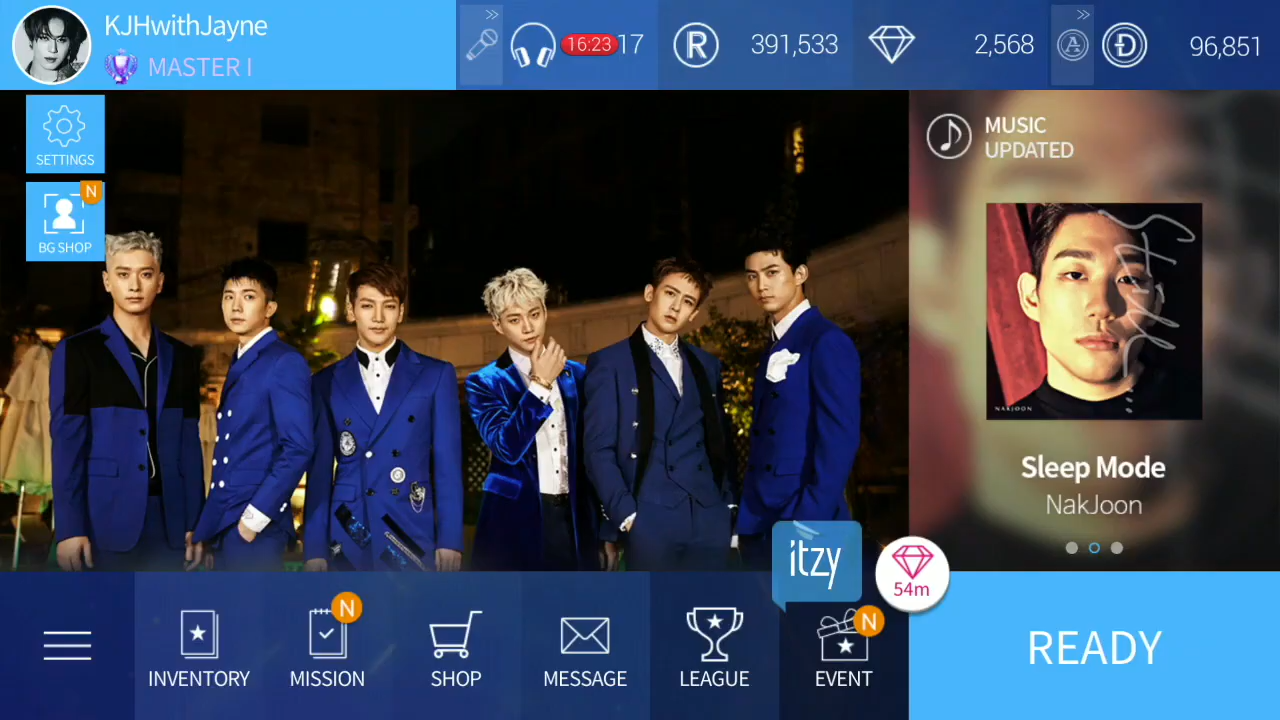 KJHwithJayne
MASTER I
16:23
17
R
391,533
2,568
A
Đ
96,851
SETTINGS
N
BG SHOP
MUSIC
UPDATED
NAKJOON
Sleep Mode
NakJoon
itzy
54m
INVENTORY
N
MISSION
SHOP
MESSAGE
LEAGUE
N
EVENT
READY